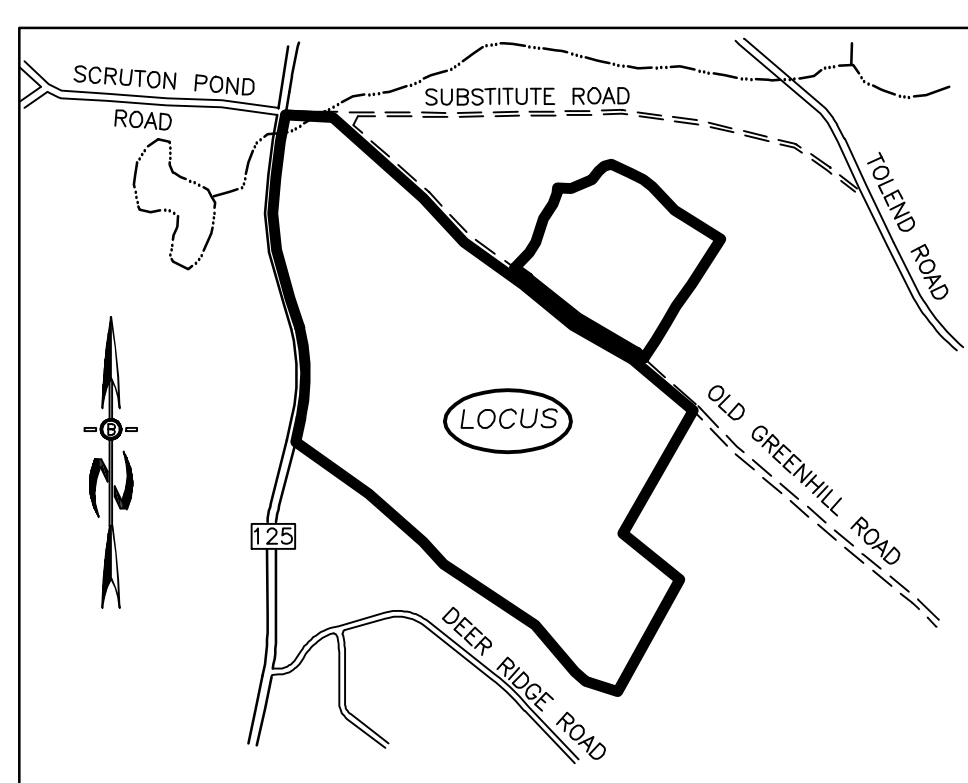 SCRUTON POND
ROAD
SUBSTITUTE ROAD
TOLEND ROAD
B
N
LOCUS
OLD GREENHILL ROAD
125
DEER RIDGE ROAD